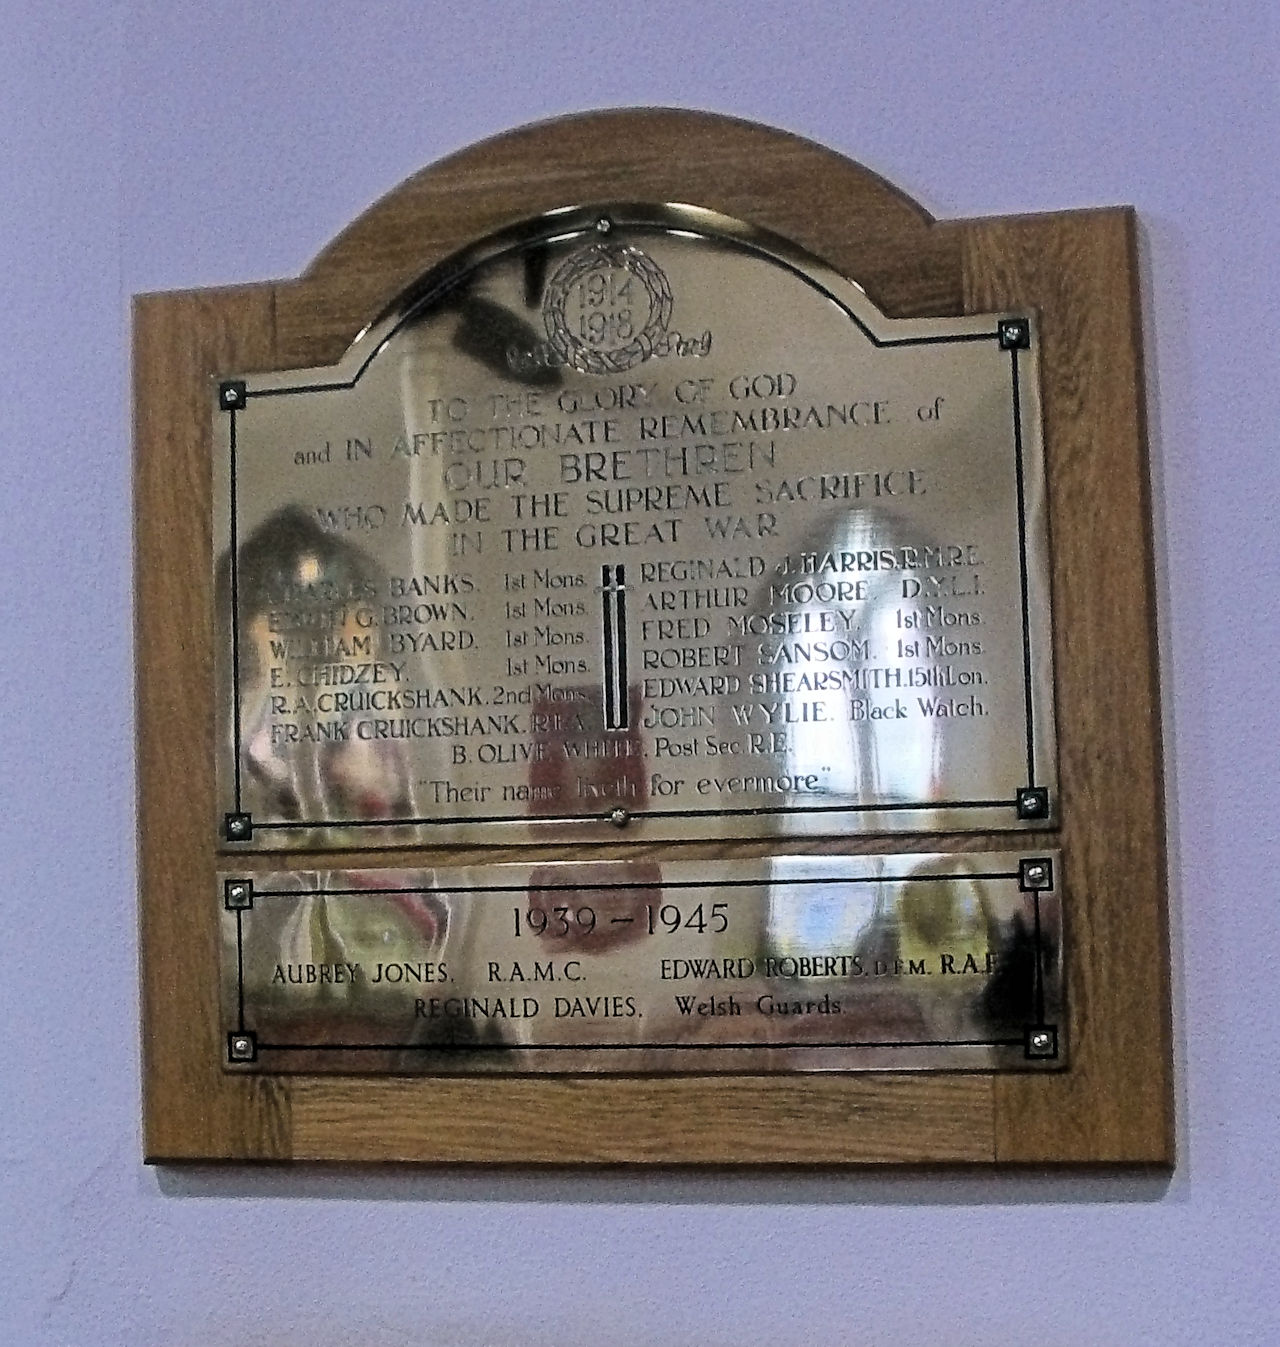 1914
1918
TO THE GLORY OF GOD
and IN AFFECTIONATE REMEMBRANCE of
OUR BRETHREN
WHO MADE THE SUPREME SACRIFICE
IN THE GREAT WAR
CHARLES BANKS. 1st Mons.
EDWIN G. BROWN. 1st Mons.
WILLIAM BYARD. 1st Mons.
E. CHIDZEY. 1st Mons.
R.A. CRUICKSHANK. 2nd Mons.
FRANK CRUICKSHANK.
REGINALD J. HARRIS. R.M.R.E.
ARTHUR MOORE D.Y.L.I.
FRED MOSELEY. 1st Mons.
ROBERT SANSOM. 1st Mons.
EDWARD SHEARSMITH. 15th Lon.
JOHN WYLIE. Black Watch.
B. OLIVE WHITE. Post Sec. R.E.
"Their name liveth for evermore"
1939 – 1945
AUBREY JONES. R.A.M.C.
EDWARD ROBERTS. D.F.M. R.A.F.
REGINALD DAVIES. Welsh Guards.